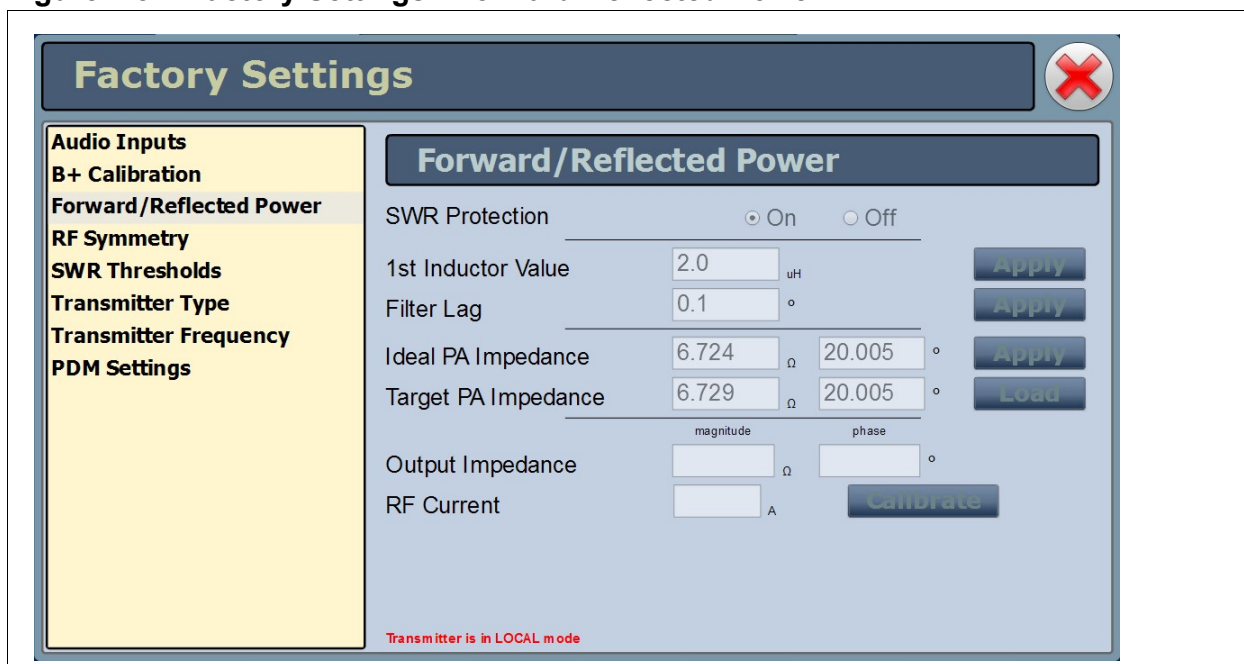 Factory Settings
Audio Inputs
B+ Calibration
Forward/Reflected Power
RF Symmetry
SWR Thresholds
Transmitter Type
Transmitter Frequency
PDM Settings
Forward/Reflected Power
SWR Protection On Off
1st Inductor Value 2.0 uH Apply
Filter Lag 0.1 ° Apply
Ideal PA Impedance 6.724 Ω 20.005 ° Apply
Target PA Impedance 6.729 Ω 20.005 ° Load
magnitude phase
Output Impedance Ω °
RF Current A Calibrate
Transmitter is in LOCAL mode